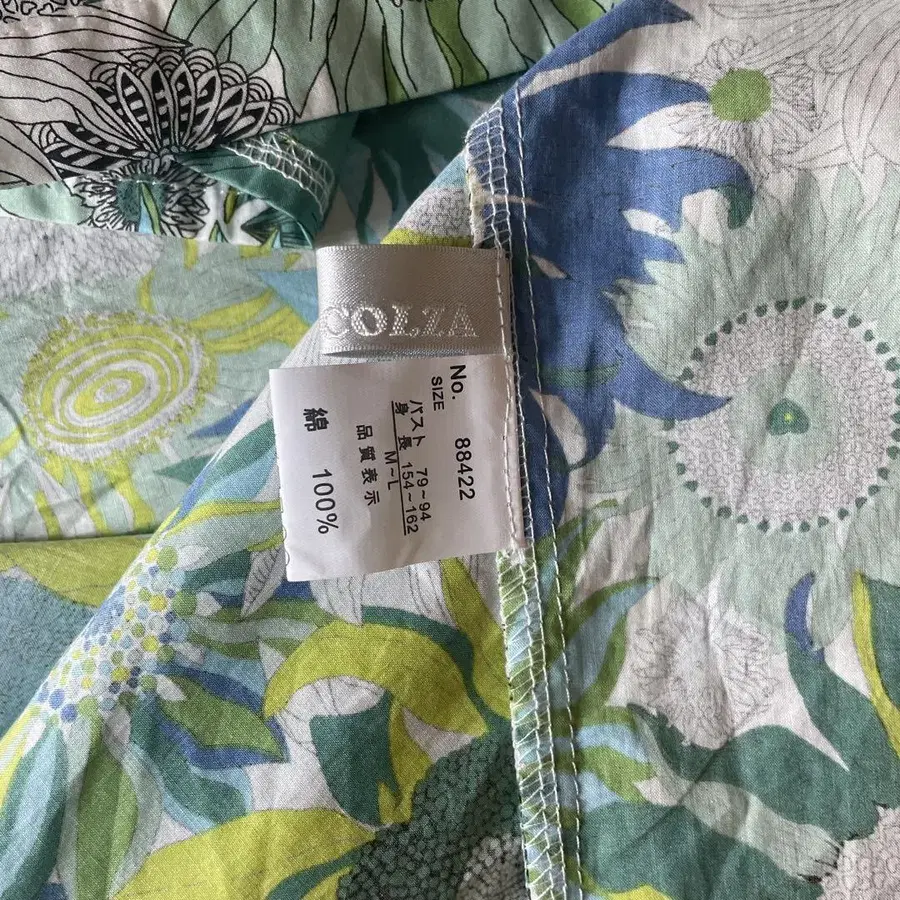 COLZA
No. 88422
SIZE
バスト 79~94
身長 154~162
M~L
品質表示
綿 100%